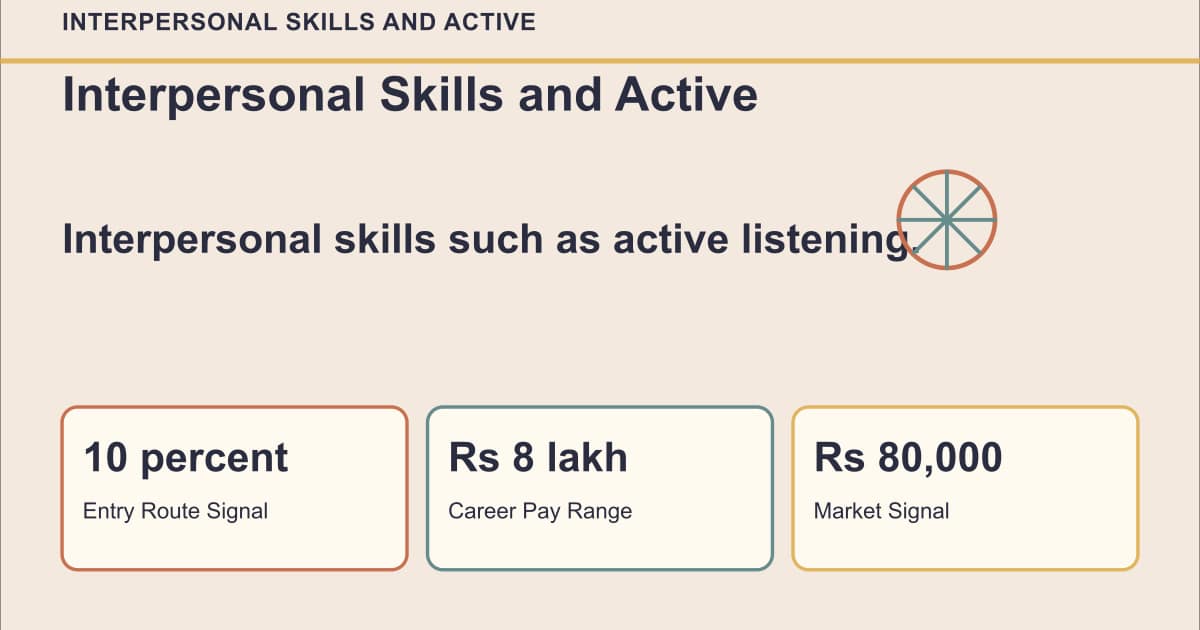 INTERPERSONAL SKILLS AND ACTIVE
Interpersonal Skills and Active
Interpersonal skills such as active listening.
10 percent
Entry Route Signal
Rs 8 lakh
Career Pay Range
Rs 80,000
Market Signal